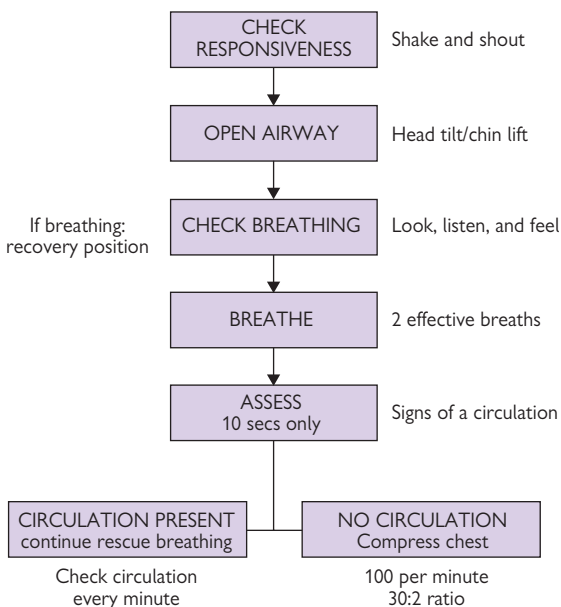 CHECK
RESPONSIVENESS
Shake and shout
OPEN AIRWAY
Head tilt/chin lift
If breathing:
recovery position
CHECK BREATHING
Look, listen, and feel
BREATHE
2 effective breaths
ASSESS
10 secs only
Signs of a circulation
CIRCULATION PRESENT
continue rescue breathing
Check circulation
every minute
NO CIRCULATION
Compress chest
100 per minute
30:2 ratio